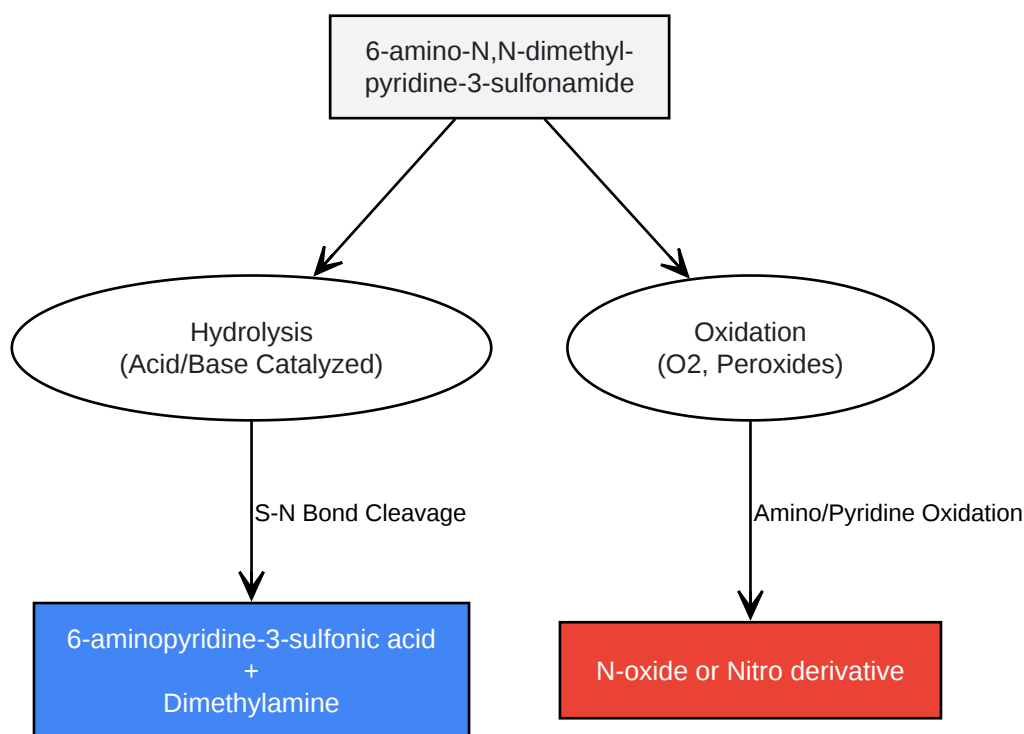 6-amino-N,N-dimethyl-
pyridine-3-sulfonamide
Hydrolysis
(Acid/Base Catalyzed)
Oxidation
(O2, Peroxides)
S-N Bond Cleavage
Amino/Pyridine Oxidation
6-aminopyridine-3-sulfonic acid
+
Dimethylamine
N-oxide or Nitro derivative